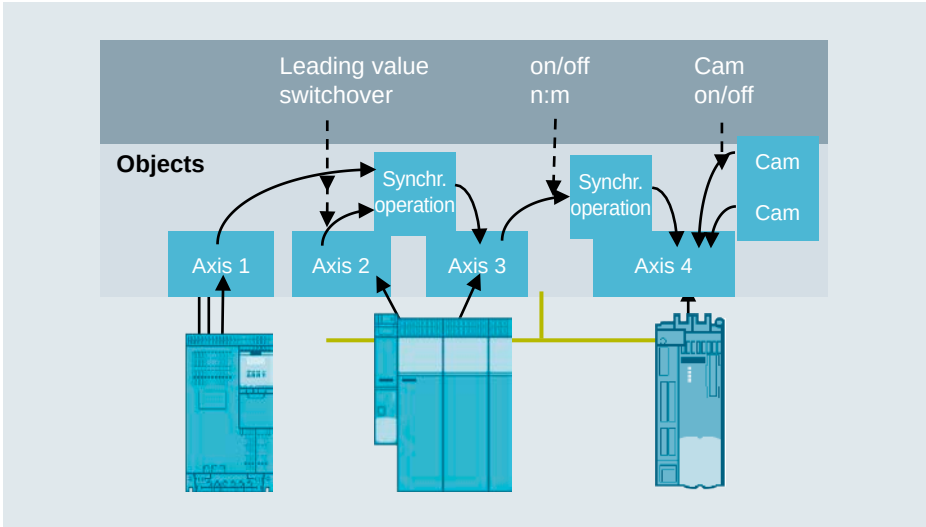 Leading value
switchover
on/off
n:m
Cam
on/off
Objects
Synchr.
operation
Synchr.
operation
Cam
Cam
Axis 1
Axis 2
Axis 3
Axis 4